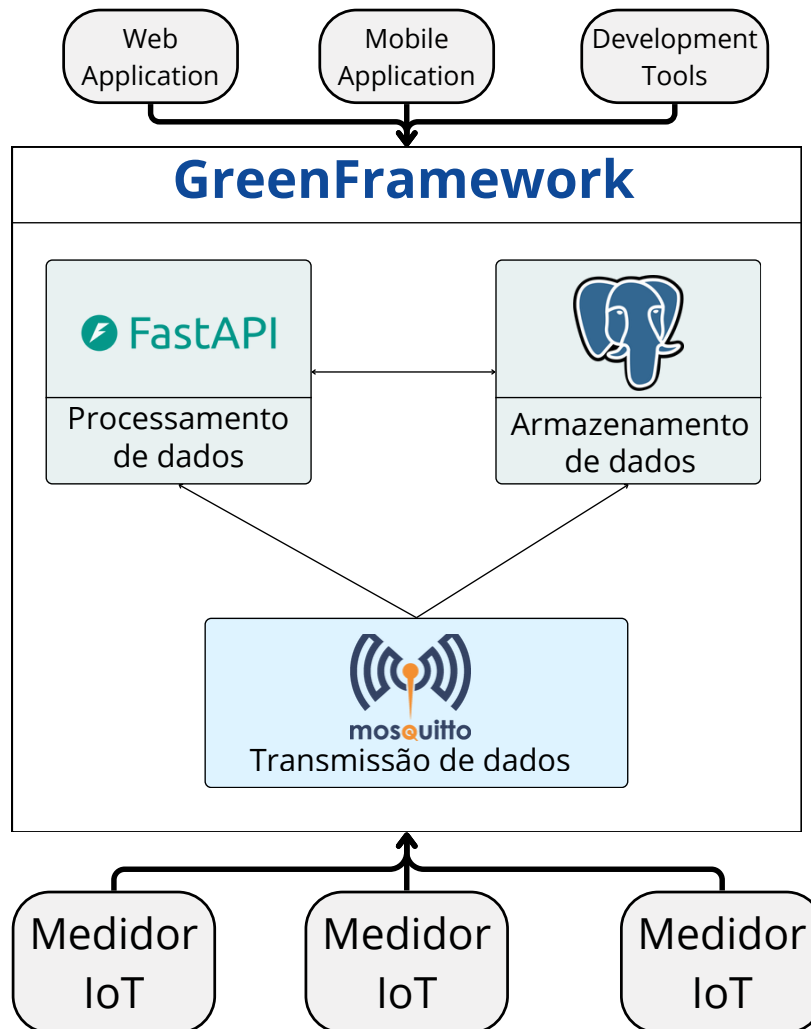 Web
Application
Mobile
Application
Development
Tools
GreenFramework
FastAPI
Processamento
de dados
Armazenamento
de dados
mosquitto
Transmissão de dados
Medidor
IoT
Medidor
IoT
Medidor
IoT